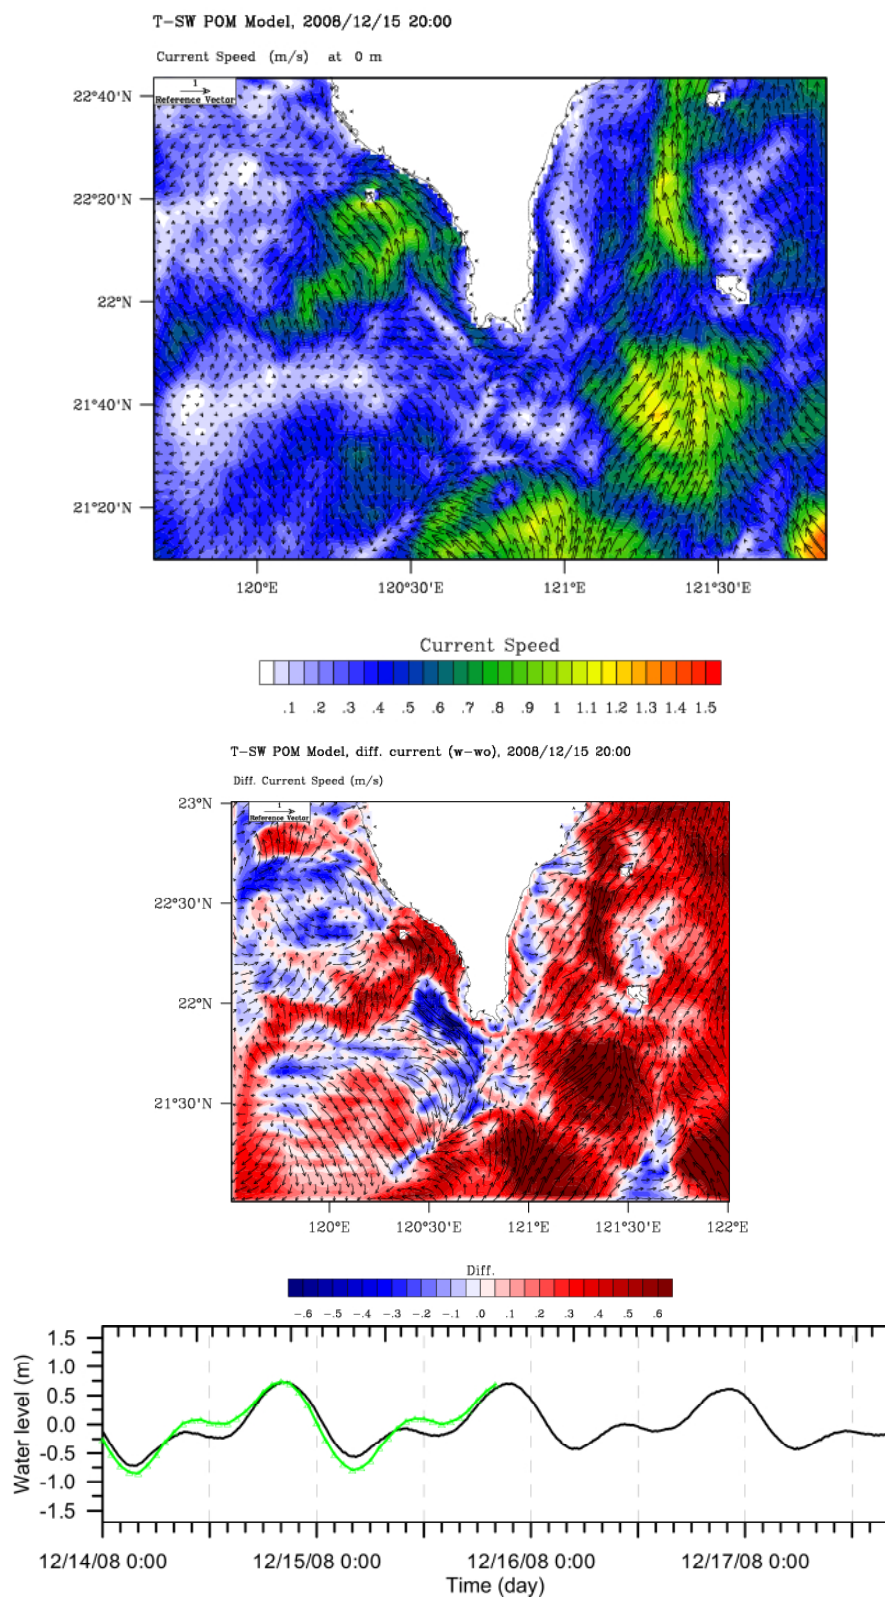 T-SW POM Model, 2008/12/15 20:00
Current Speed (m/s) at 0 m
1
Reference Vector
22°40'N
22°20'N
22°N
21°40'N
21°20'N
120°E 120°30'E 121°E 121°30'E
Current Speed
.1 .2 .3 .4 .5 .6 .7 .8 .9 1 1.1 1.2 1.3 1.4 1.5
T-SW POM Model, diff. current (w-wo), 2008/12/15 20:00
Diff. Current Speed (m/s)
1
Reference Vector
23°N
22°30'N
22°N
21°30'N
120°E 120°30'E 121°E 121°30'E 122°E
Diff.
-.6 -.5 -.4 -.3 -.2 -.1 .0 .1 .2 .3 .4 .5 .6
Water level (m)
1.5
1.0
0.5
0.0
-0.5
-1.0
-1.5
12/14/08 0:00 12/15/08 0:00 12/16/08 0:00 12/17/08 0:00
Time (day)